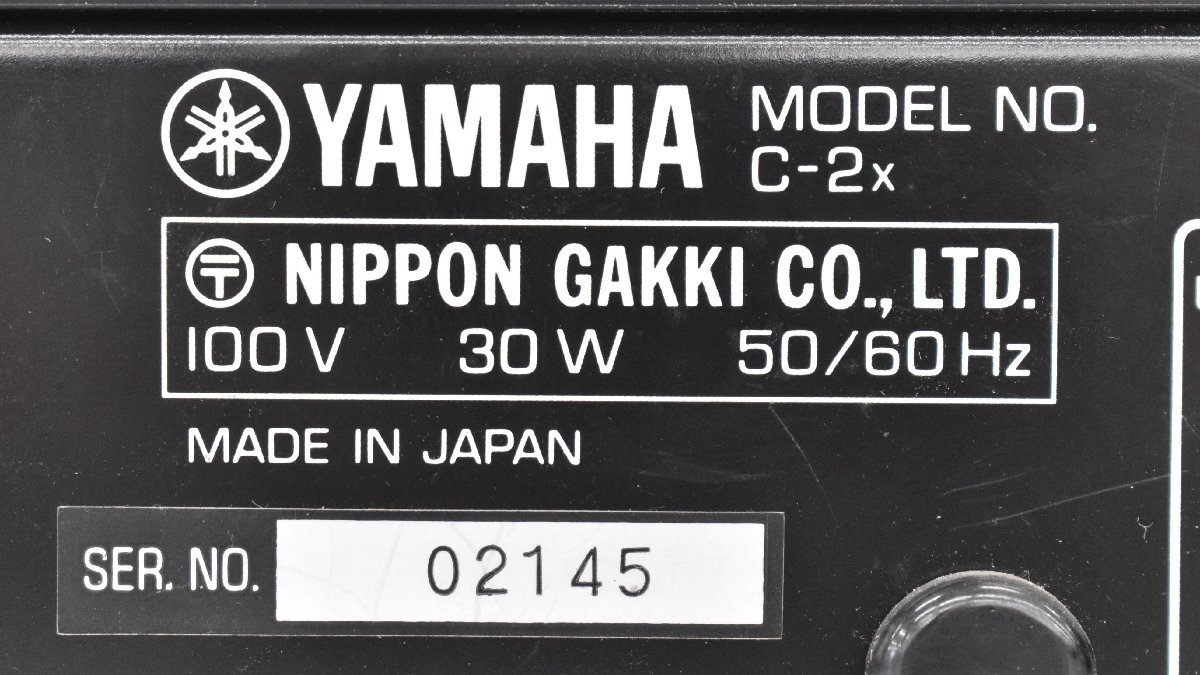 YAMAHA
MODEL NO.
C-2x
〒 NIPPON GAKKI CO., LTD.
100 V 30 W 50/60 Hz
MADE IN JAPAN
SER. NO. 02145